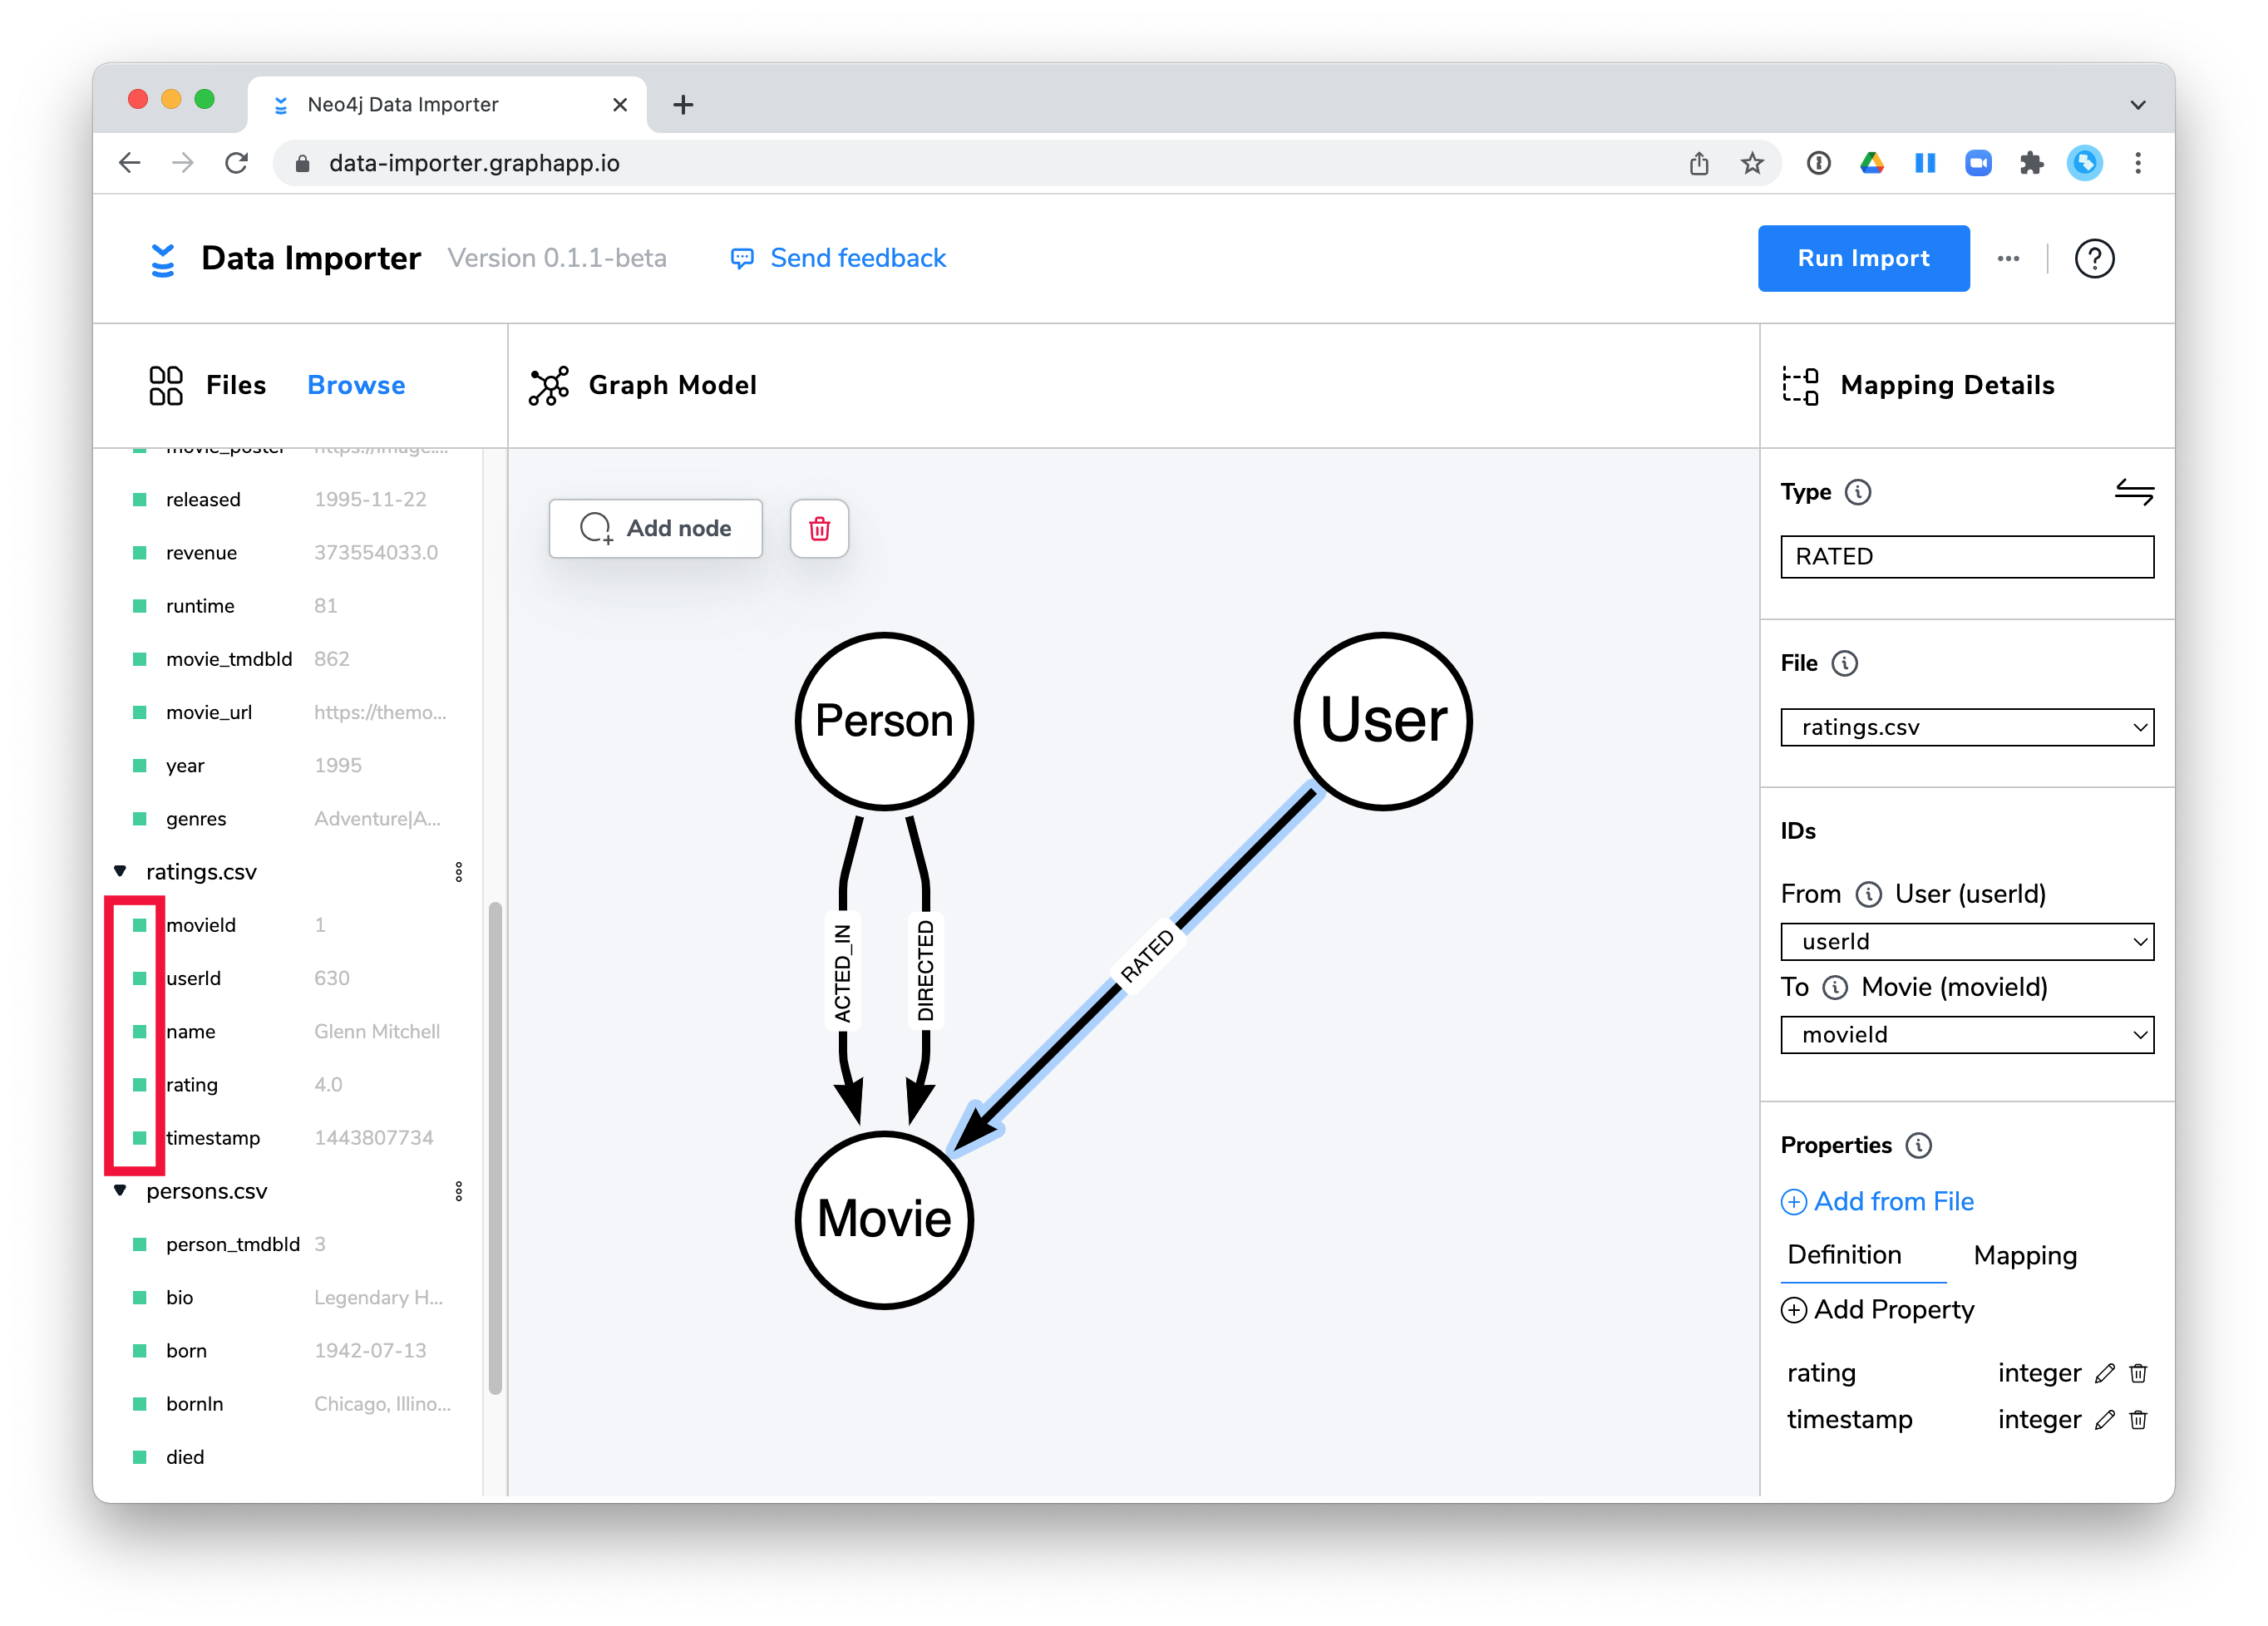 Neo4j Data Importer
data-importer.graphapp.io
Data Importer Version 0.1.1-beta Send feedback Run Import
Files Browse
movie_poster https://image....
released 1995-11-22
revenue 373554033.0
runtime 81
movie_tmdbId 862
movie_url https://themo...
year 1995
genres Adventure|A...
ratings.csv
movieId 1
userId 630
name Glenn Mitchell
rating 4.0
timestamp 1443807734
persons.csv
person_tmdbId 3
bio Legendary H...
born 1942-07-13
bornIn Chicago, Illino...
died
Graph Model
Add node
Person
User
ACTED_IN
DIRECTED
RATED
Movie
Mapping Details
Type
RATED
File
ratings.csv
IDs
From User (userId)
userId
To Movie (movieId)
movieId
Properties
Add from File
Definition Mapping
Add Property
rating integer
timestamp integer